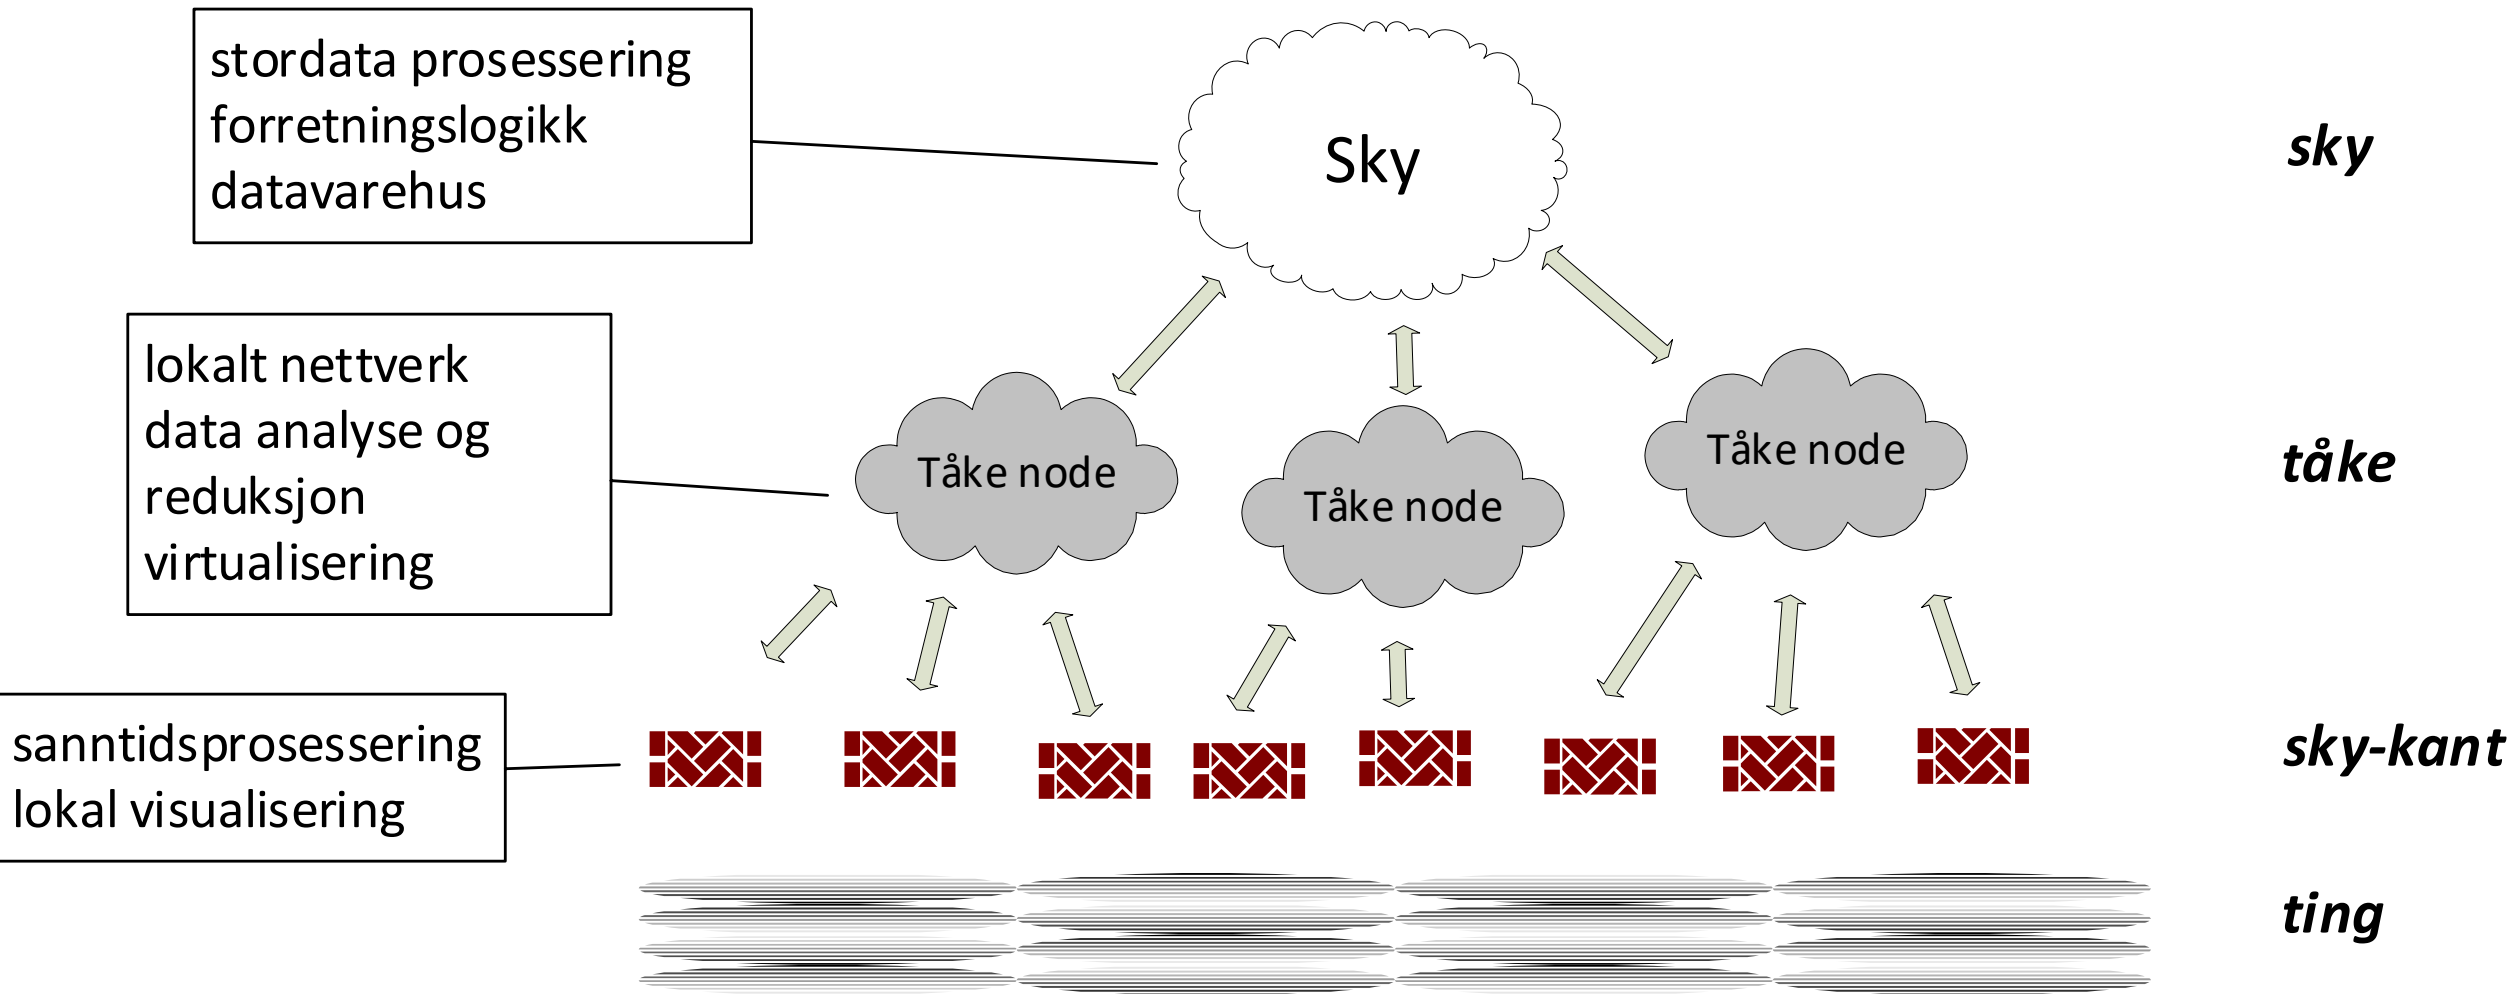 stordata prosessering
forretningslogikk
datavarehus
Sky
sky
lokalt nettverk
data analyse og
reduksjon
virtualisering
Tåke node
Tåke node
Tåke node
tåke
sanntidsprosessering
lokal visualisering
sky-kant
ting